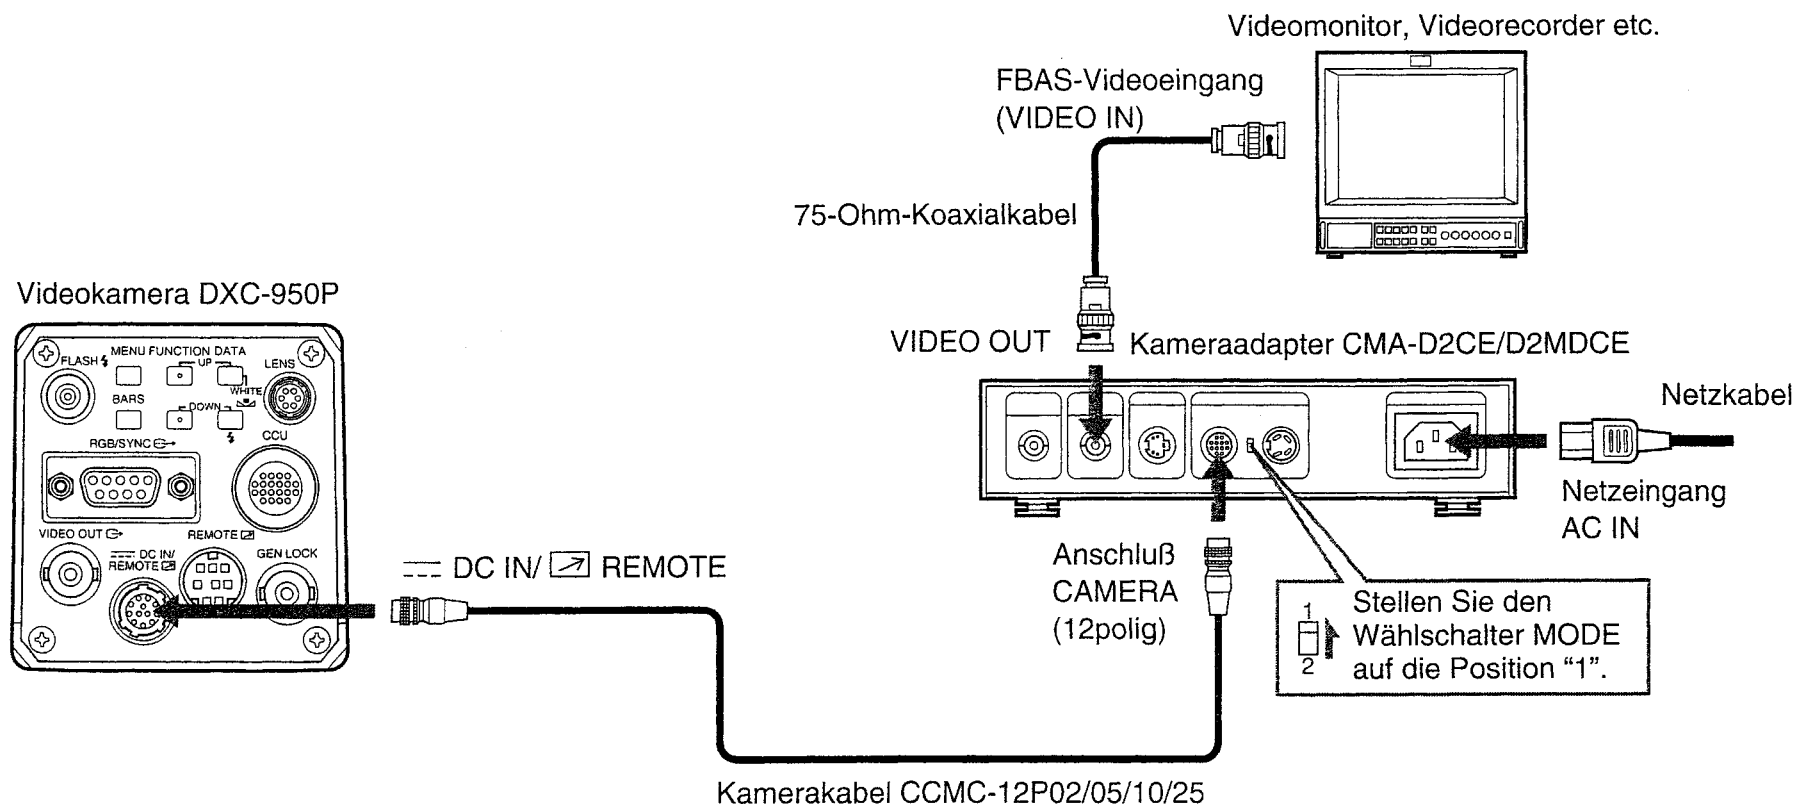 Videomonitor, Videorecorder etc.
FBAS-Videoeingang
(VIDEO IN)
75-Ohm-Koaxialkabel
Videokamera DXC-950P
VIDEO OUT
Kameraadapter CMA-D2CE/D2MDCE
Netzkabel
Netzeingang
AC IN
FLASH
MENU FUNCTION DATA
UP
LENS
WHITE
BARS
DOWN
RGB/SYNC
CCU
VIDEO OUT
REMOTE
DC IN/
REMOTE
GEN LOCK
DC IN/ REMOTE
Anschluß
CAMERA
(12polig)
1
2
Stellen Sie den
Wählschalter MODE
auf die Position “1”.
Kamerakabel CCMC-12P02/05/10/25